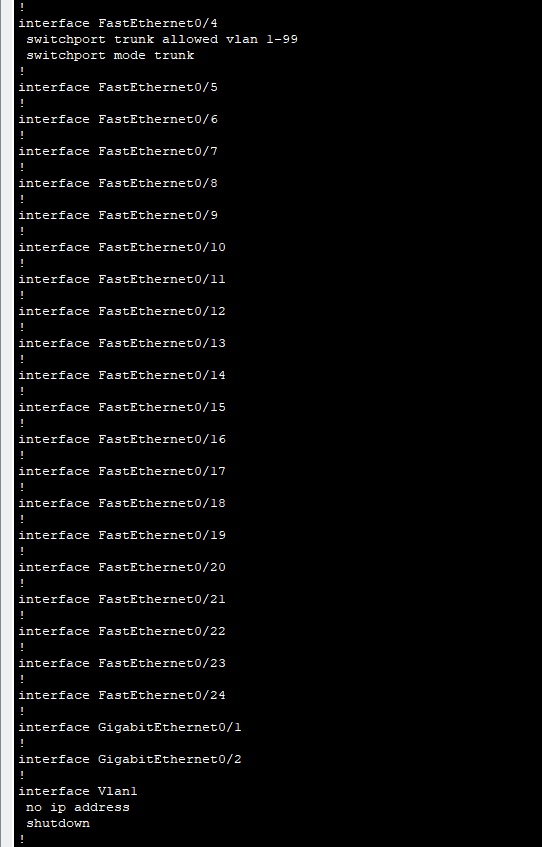 !
interface FastEthernet0/4
 switchport trunk allowed vlan 1-99
 switchport mode trunk
!
interface FastEthernet0/5
!
interface FastEthernet0/6
!
interface FastEthernet0/7
!
interface FastEthernet0/8
!
interface FastEthernet0/9
!
interface FastEthernet0/10
!
interface FastEthernet0/11
!
interface FastEthernet0/12
!
interface FastEthernet0/13
!
interface FastEthernet0/14
!
interface FastEthernet0/15
!
interface FastEthernet0/16
!
interface FastEthernet0/17
!
interface FastEthernet0/18
!
interface FastEthernet0/19
!
interface FastEthernet0/20
!
interface FastEthernet0/21
!
interface FastEthernet0/22
!
interface FastEthernet0/23
!
interface FastEthernet0/24
!
interface GigabitEthernet0/1
!
interface GigabitEthernet0/2
!
interface Vlan1
 no ip address
 shutdown
!